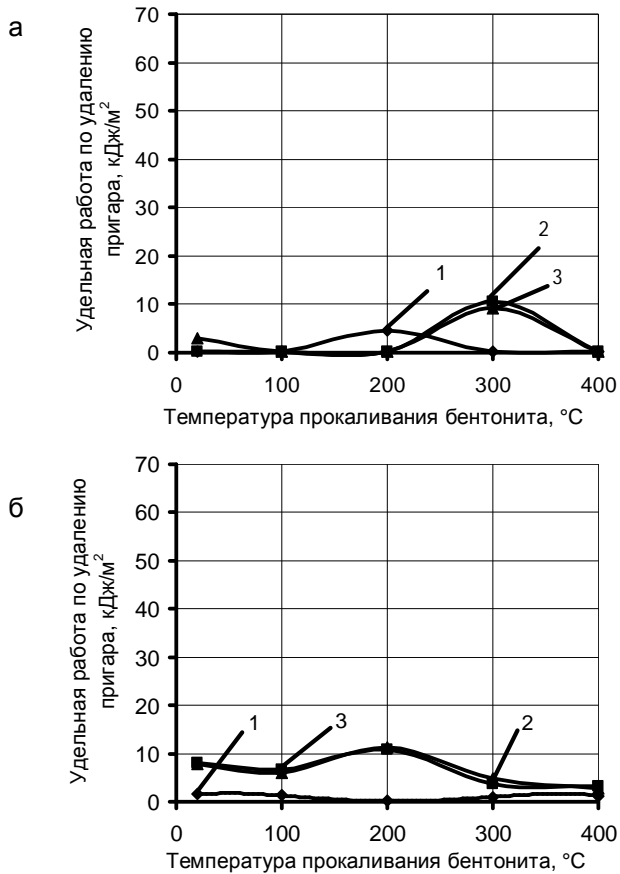 а
Удельная работа по удалению
пригара, кДж/м²
70
60
50
40
30
20
10
0
1
2
3
0 100 200 300 400
Температура прокаливания бентонита, °С
б
Удельная работа по удалению
пригара, кДж/м²
70
60
50
40
30
20
10
0
1
3
2
0 100 200 300 400
Температура прокаливания бентонита, °С